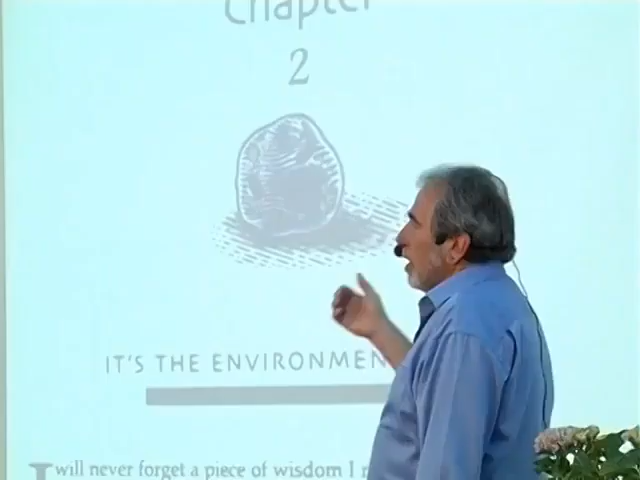 Chapter
2
IT'S THE ENVIRONMEN
I will never forget a piece of wisdom I r